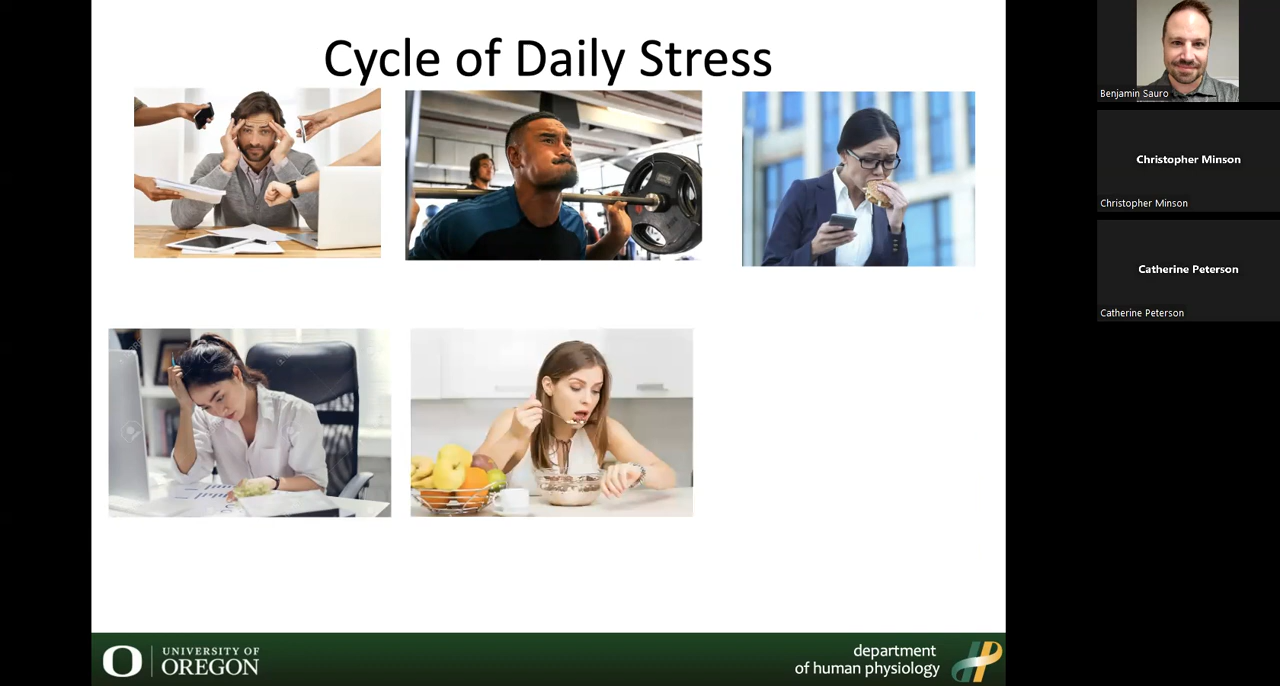 Cycle of Daily Stress
Benjamin Sauro
Christopher Minson
Christopher Minson
Catherine Peterson
Catherine Peterson
UNIVERSITY OF
OREGON
department
of human physiology